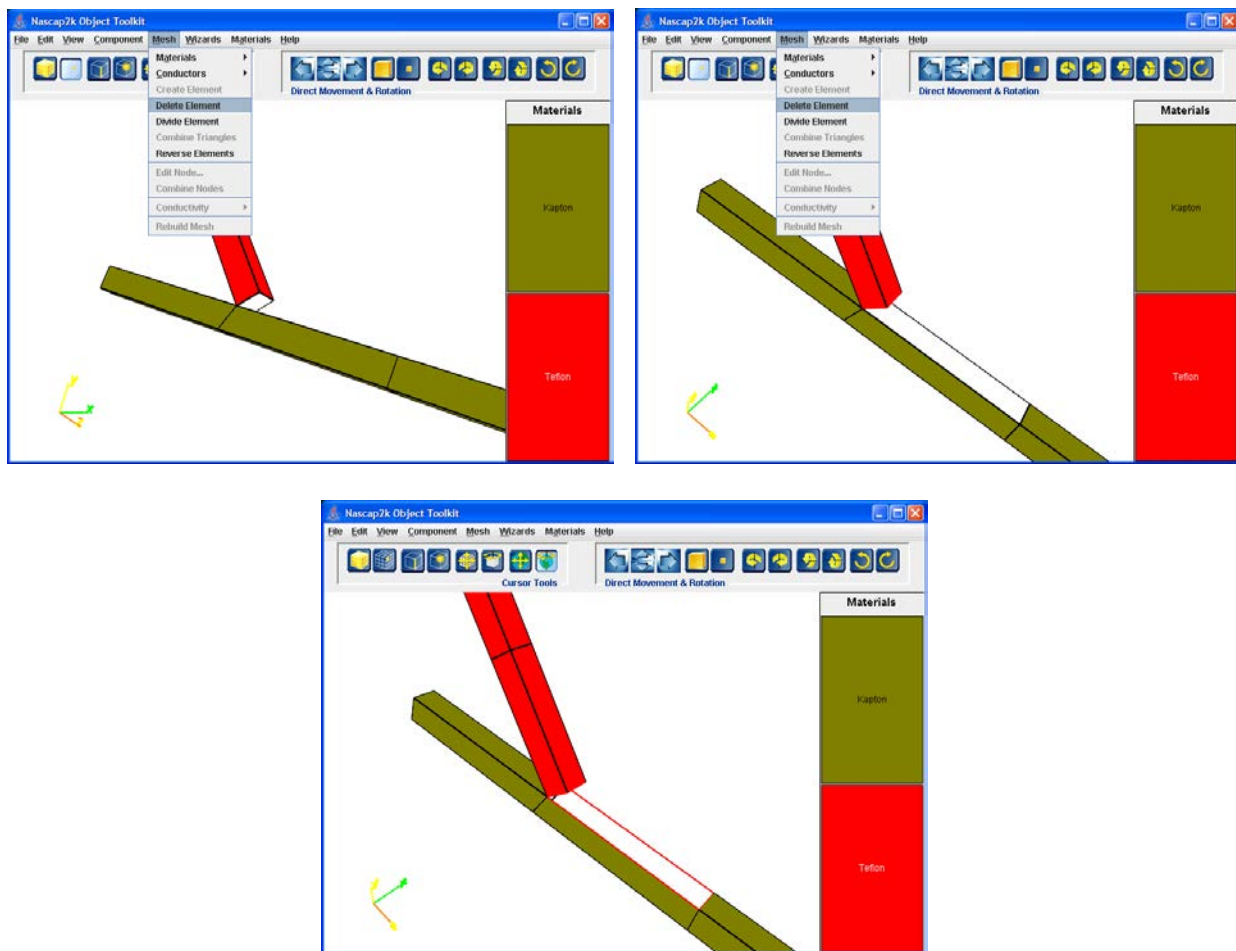 Nascap2k Object Toolkit
File Edit View Component Mesh Wizards Materials Help
Materials
Conductors
Create Element
Delete Element
Divide Element
Combine Triangles
Reverse Elements
Edit Node...
Combine Nodes
Conductivity
Rebuild Mesh
Direct Movement & Rotation
Materials
Kapton
Teflon
Y
X
Z
Nascap2k Object Toolkit
File Edit View Component Mesh Wizards Materials Help
Materials
Conductors
Create Element
Delete Element
Divide Element
Combine Triangles
Reverse Elements
Edit Node...
Combine Nodes
Conductivity
Rebuild Mesh
Direct Movement & Rotation
Materials
Kapton
Teflon
Nascap2k Object Toolkit
File Edit View Component Mesh Wizards Materials Help
Cursor Tools
Direct Movement & Rotation
Materials
Kapton
Teflon